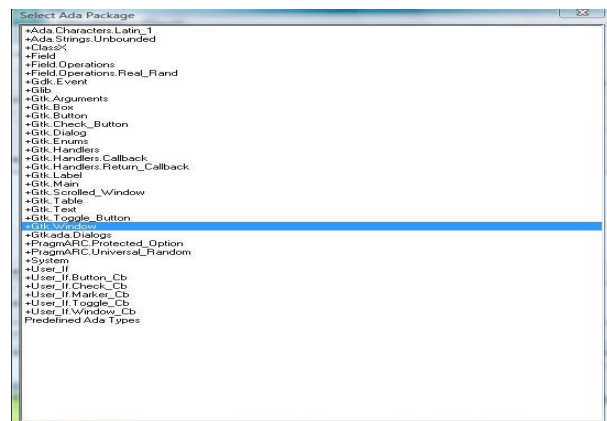 Select Ada Package
+Ada.Characters.Latin_1
+Ada.Strings.Unbounded
+ClassX
+Field
+Field.Operations
+Field.Operations.Real_Rand
+Gdk.Event
+Glib
+Gtk.Arguments
+Gtk.Box
+Gtk.Button
+Gtk.Check_Button
+Gtk.Dialog
+Gtk.Enums
+Gtk.Handlers
+Gtk.Handlers.Callback
+Gtk.Handlers.Return_Callback
+Gtk.Label
+Gtk.Main
+Gtk.Scrolled_Window
+Gtk.Table
+Gtk.Text
+Gtk.Toggle_Button
+Gtk.Window
+Gtkada.Dialogs
+PragmARC.Protected_Option
+PragmARC.Universal_Random
+System
+User_If
+User_If.Button_Cb
+User_If.Check_Cb
+User_If.Marker_Cb
+User_If.Toggle_Cb
+User_If.Window_Cb
Predefined Ada Types